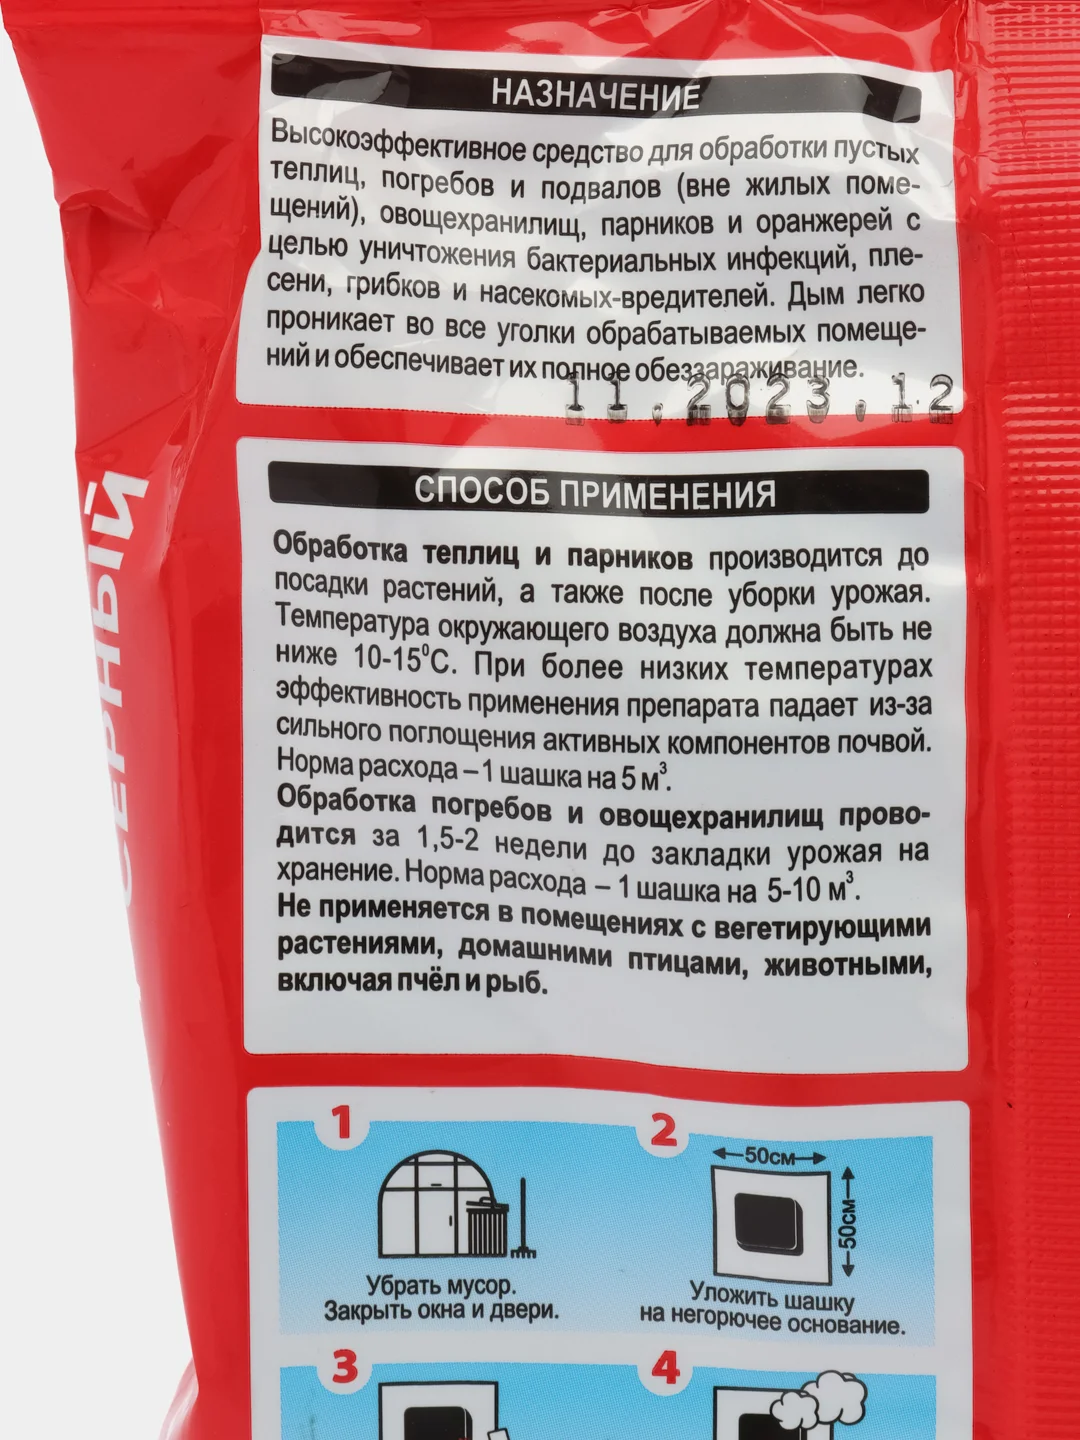 НАЗНАЧЕНИЕ
Высокоэффективное средство для обработки пустых
теплиц, погребов и подвалов (вне жилых поме-
щений), овощехранилищ, парников и оранжерей с
целью уничтожения бактериальных инфекций, пле-
сени, грибков и насекомых-вредителей. Дым легко
проникает во все уголки обрабатываемых помеще-
ний и обеспечивает их полное обеззараживание.
11.2023.12
СПОСОБ ПРИМЕНЕНИЯ
Обработка теплиц и парников производится до
посадки растений, а также после уборки урожая.
Температура окружающего воздуха должна быть не
ниже 10-15⁰С. При более низких температурах
эффективность применения препарата падает из-за
сильного поглощения активных компонентов почвой.
Норма расхода – 1 шашка на 5 м³.
Обработка погребов и овощехранилищ прово-
дится за 1,5-2 недели до закладки урожая на
хранение. Норма расхода – 1 шашка на 5-10 м³.
Не применяется в помещениях с вегетирующими
растениями, домашними птицами, животными,
включая пчёл и рыб.
СЕРНЫЙ
1
Убрать мусор.
Закрыть окна и двери.
2
50см
50см
Уложить шашку
на негорючее основание.
3
4